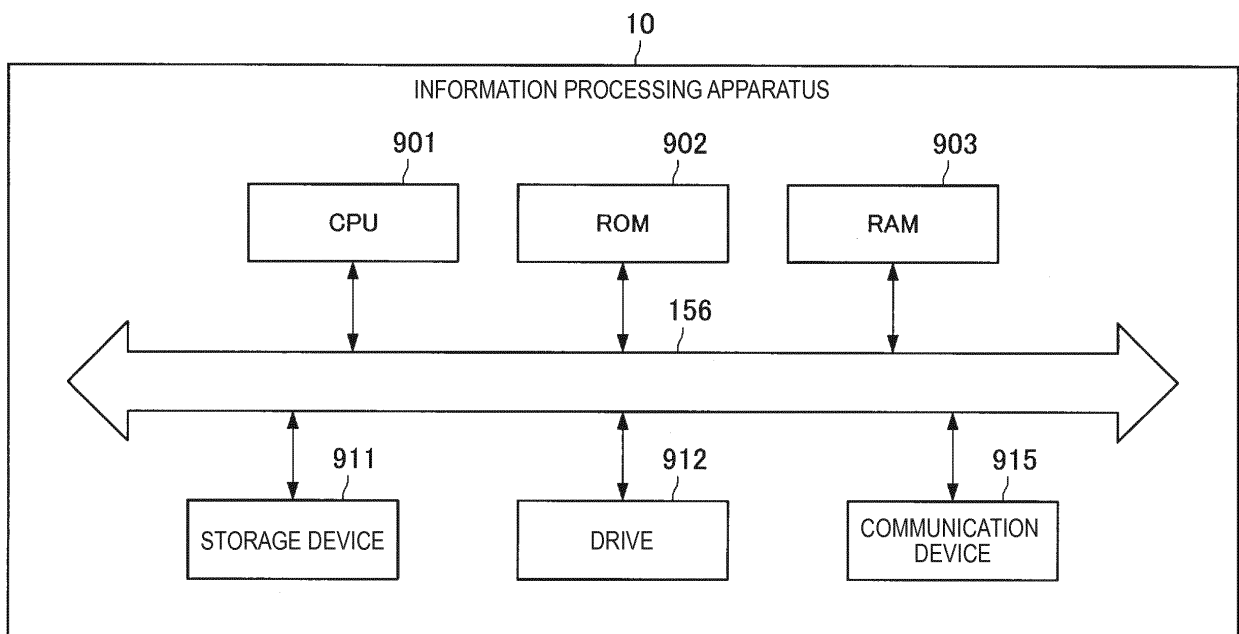 10
INFORMATION PROCESSING APPARATUS
901
902
903
CPU
ROM
RAM
156
911
912
915
STORAGE DEVICE
DRIVE
COMMUNICATION
DEVICE